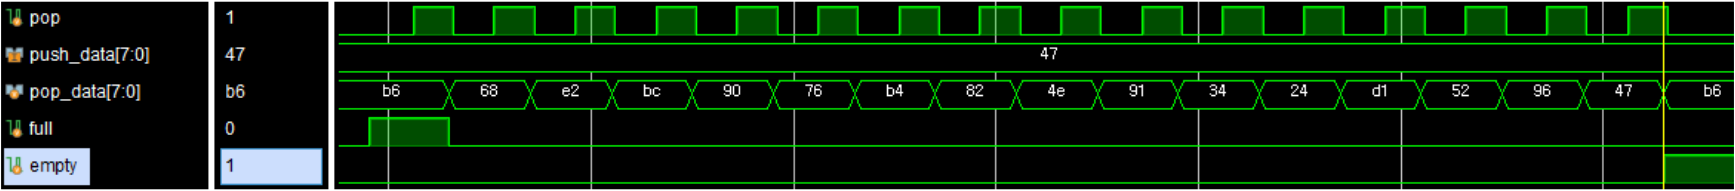 pop 1
push_data[7:0] 47 47
pop_data[7:0] b6 b6 68 e2 bc 90 76 b4 82 4e 91 34 24 d1 52 96 47 b6
full 0
empty 1